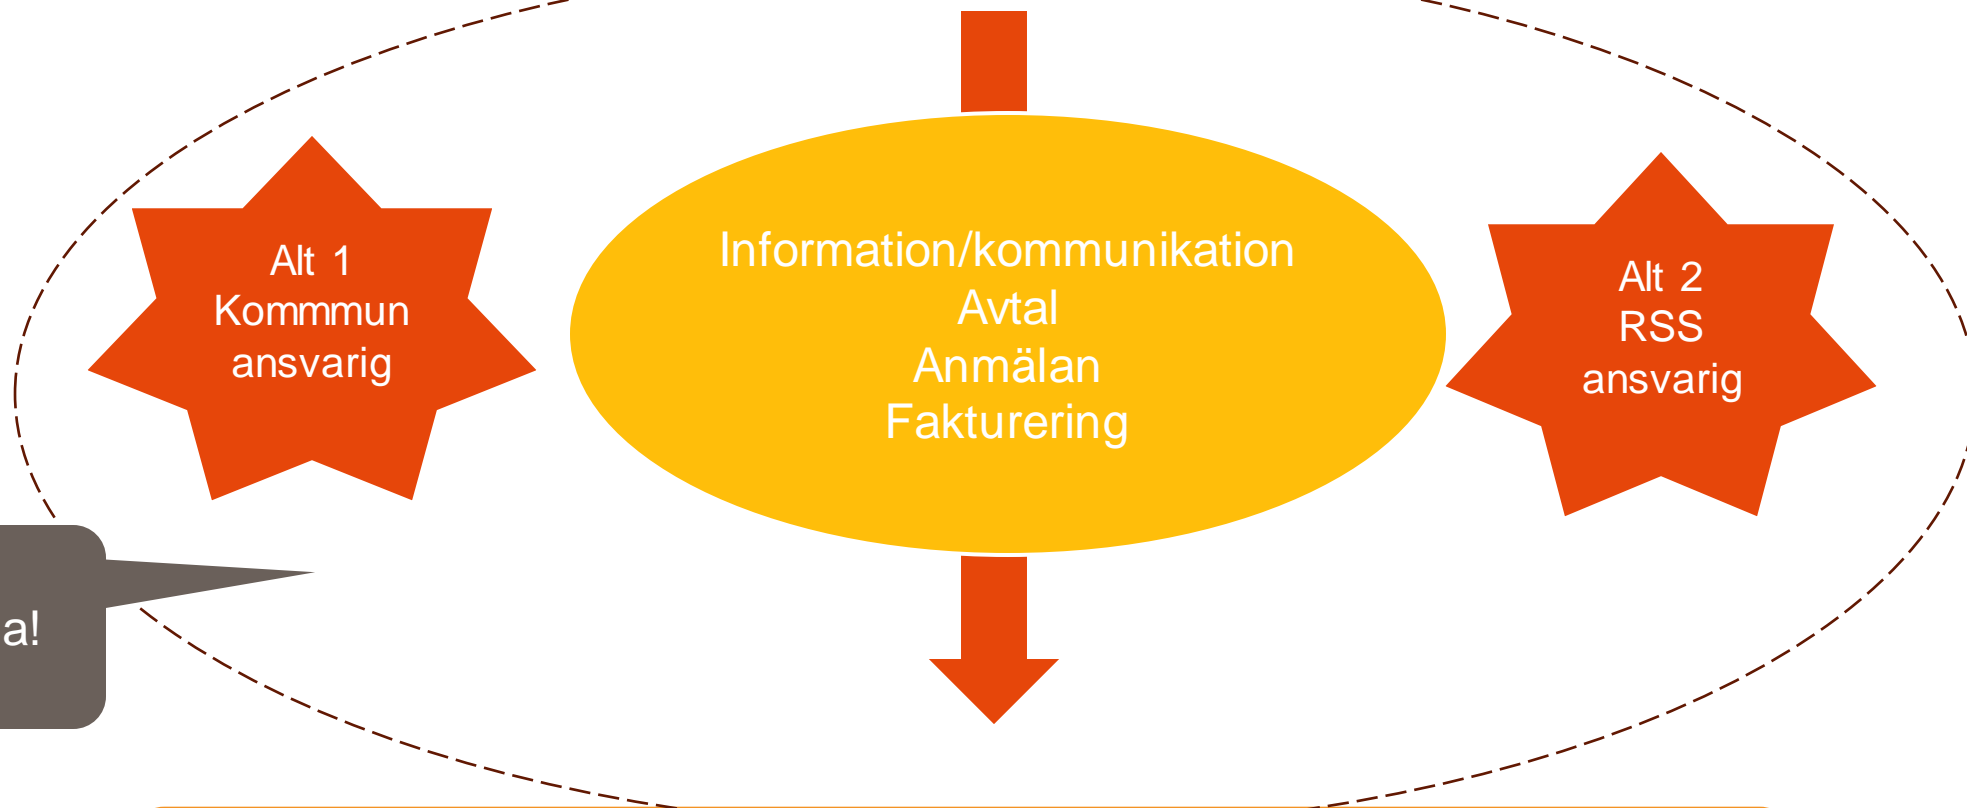 Alt 1
Kommmun
ansvarig
Information/kommunikation
Avtal
Anmälan
Fakturering
Alt 2
RSS
ansvarig
a!